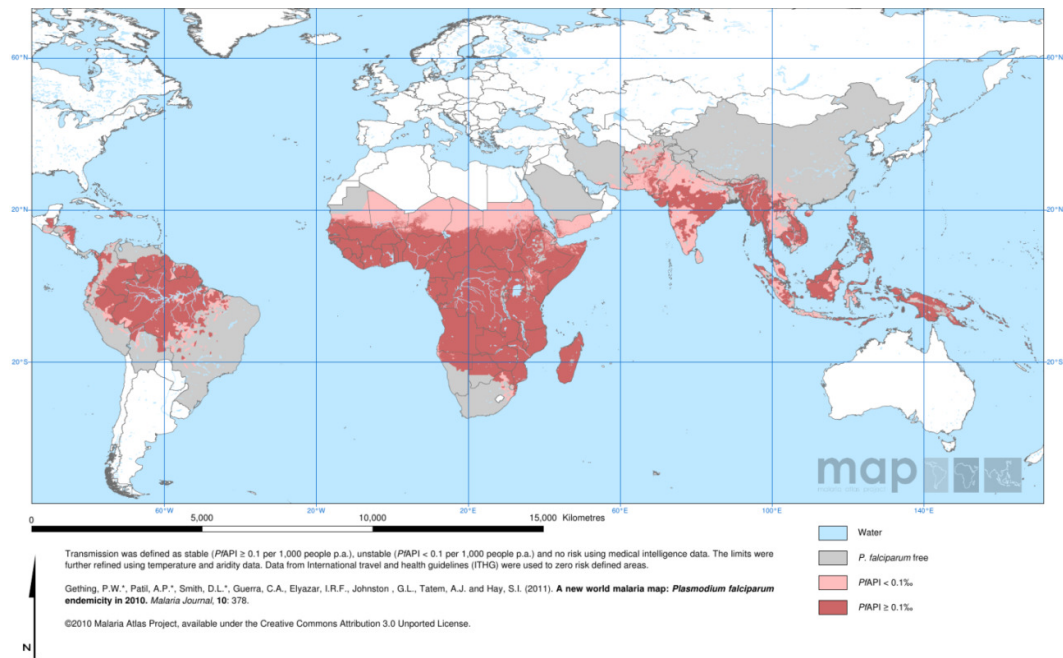 60°N
60°N
20°N
20°N
20°S
20°S
map
malaria atlas project
60°W
20°W
20°E
60°E
100°E
140°E
0
5,000
10,000
15,000 Kilometres
Water
P. falciparum free
PfAPI < 0.1‰
PfAPI ≥ 0.1‰
Transmission was defined as stable (PfAPI ≥ 0.1 per 1,000 people p.a.), unstable (PfAPI < 0.1 per 1,000 people p.a.) and no risk using medical intelligence data. The limits were
further refined using temperature and aridity data. Data from International travel and health guidelines (ITHG) were used to zero risk defined areas.
Gething, P.W.*, Patil, A.P.*, Smith, D.L.*, Guerra, C.A., Elyazar, I.R.F., Johnston , G.L., Tatem, A.J. and Hay, S.I. (2011). A new world malaria map: Plasmodium falciparum
endemicity in 2010. Malaria Journal, 10: 378.
©2010 Malaria Atlas Project, available under the Creative Commons Attribution 3.0 Unported License.
N